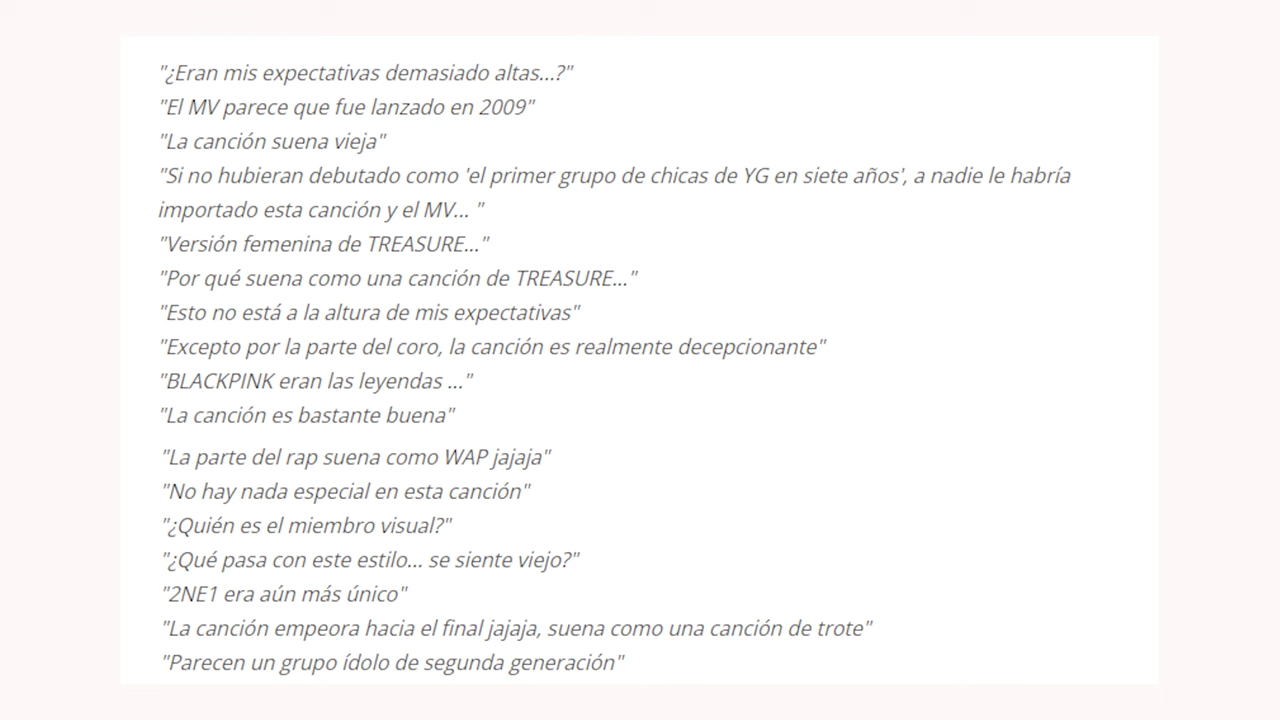 "¿Eran mis expectativas demasiado altas...?"
"El MV parece que fue lanzado en 2009"
"La canción suena vieja"
"Si no hubieran debutado como 'el primer grupo de chicas de YG en siete años', a nadie le habría
importado esta canción y el MV... "
"Versión femenina de TREASURE..."
"Por qué suena como una canción de TREASURE..."
"Esto no está a la altura de mis expectativas"
"Excepto por la parte del coro, la canción es realmente decepcionante"
"BLACKPINK eran las leyendas ..."
"La canción es bastante buena"
"La parte del rap suena como WAP jajaja"
"No hay nada especial en esta canción"
"¿Quién es el miembro visual?"
"¿Qué pasa con este estilo... se siente viejo?"
"2NE1 era aún más único"
"La canción empeora hacia el final jajaja, suena como una canción de trote"
"Parecen un grupo ídolo de segunda generación"